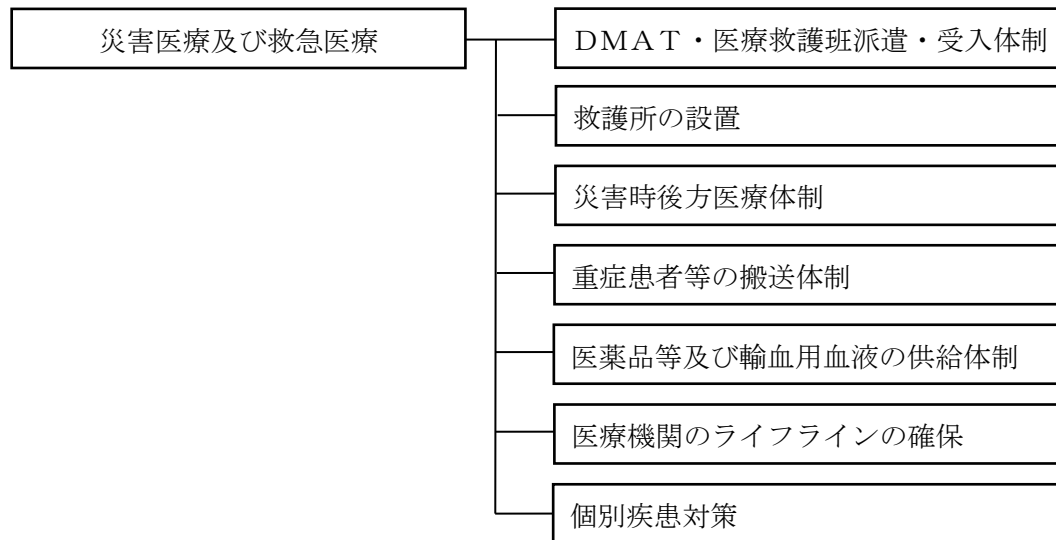 災害医療及び救急医療
ＤＭＡＴ・医療救護班派遣・受入体制
救護所の設置
災害時後方医療体制
重症患者等の搬送体制
医薬品等及び輸血用血液の供給体制
医療機関のライフラインの確保
個別疾患対策